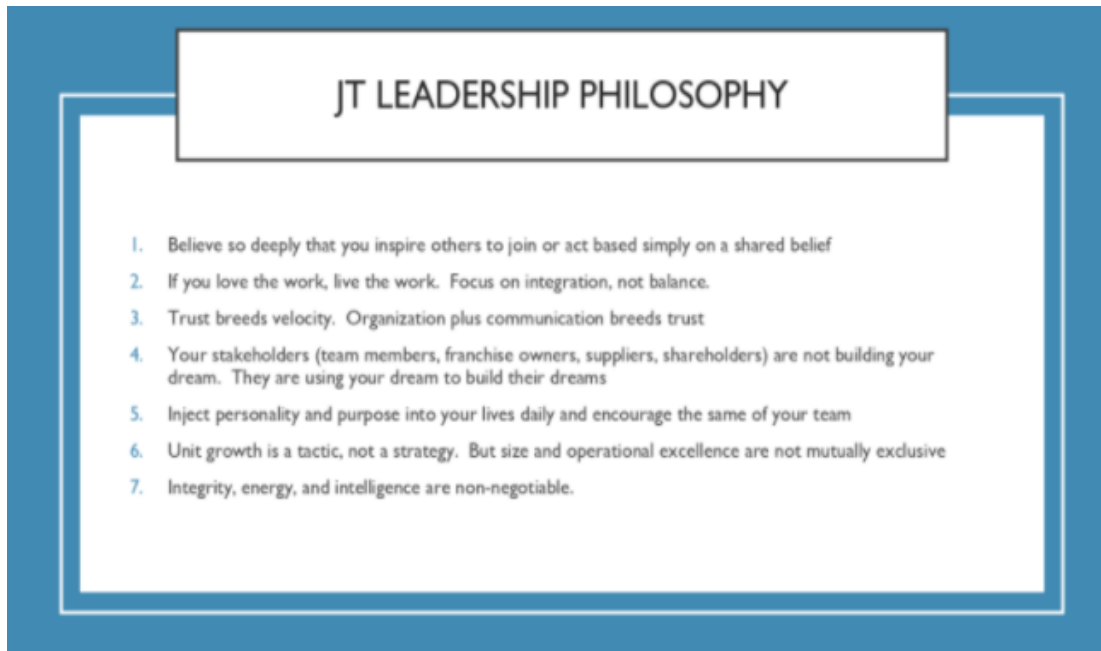 JT LEADERSHIP PHILOSOPHY
1. Believe so deeply that you inspire others to join or act based simply on a shared belief
2. If you love the work, live the work.  Focus on integration, not balance.
3. Trust breeds velocity.  Organization plus communication breeds trust
4. Your stakeholders (team members, franchise owners, suppliers, shareholders) are not building your
dream.  They are using your dream to build their dreams
5. Inject personality and purpose into your lives daily and encourage the same of your team
6. Unit growth is a tactic, not a strategy.  But size and operational excellence are not mutually exclusive
7. Integrity, energy, and intelligence are non-negotiable.